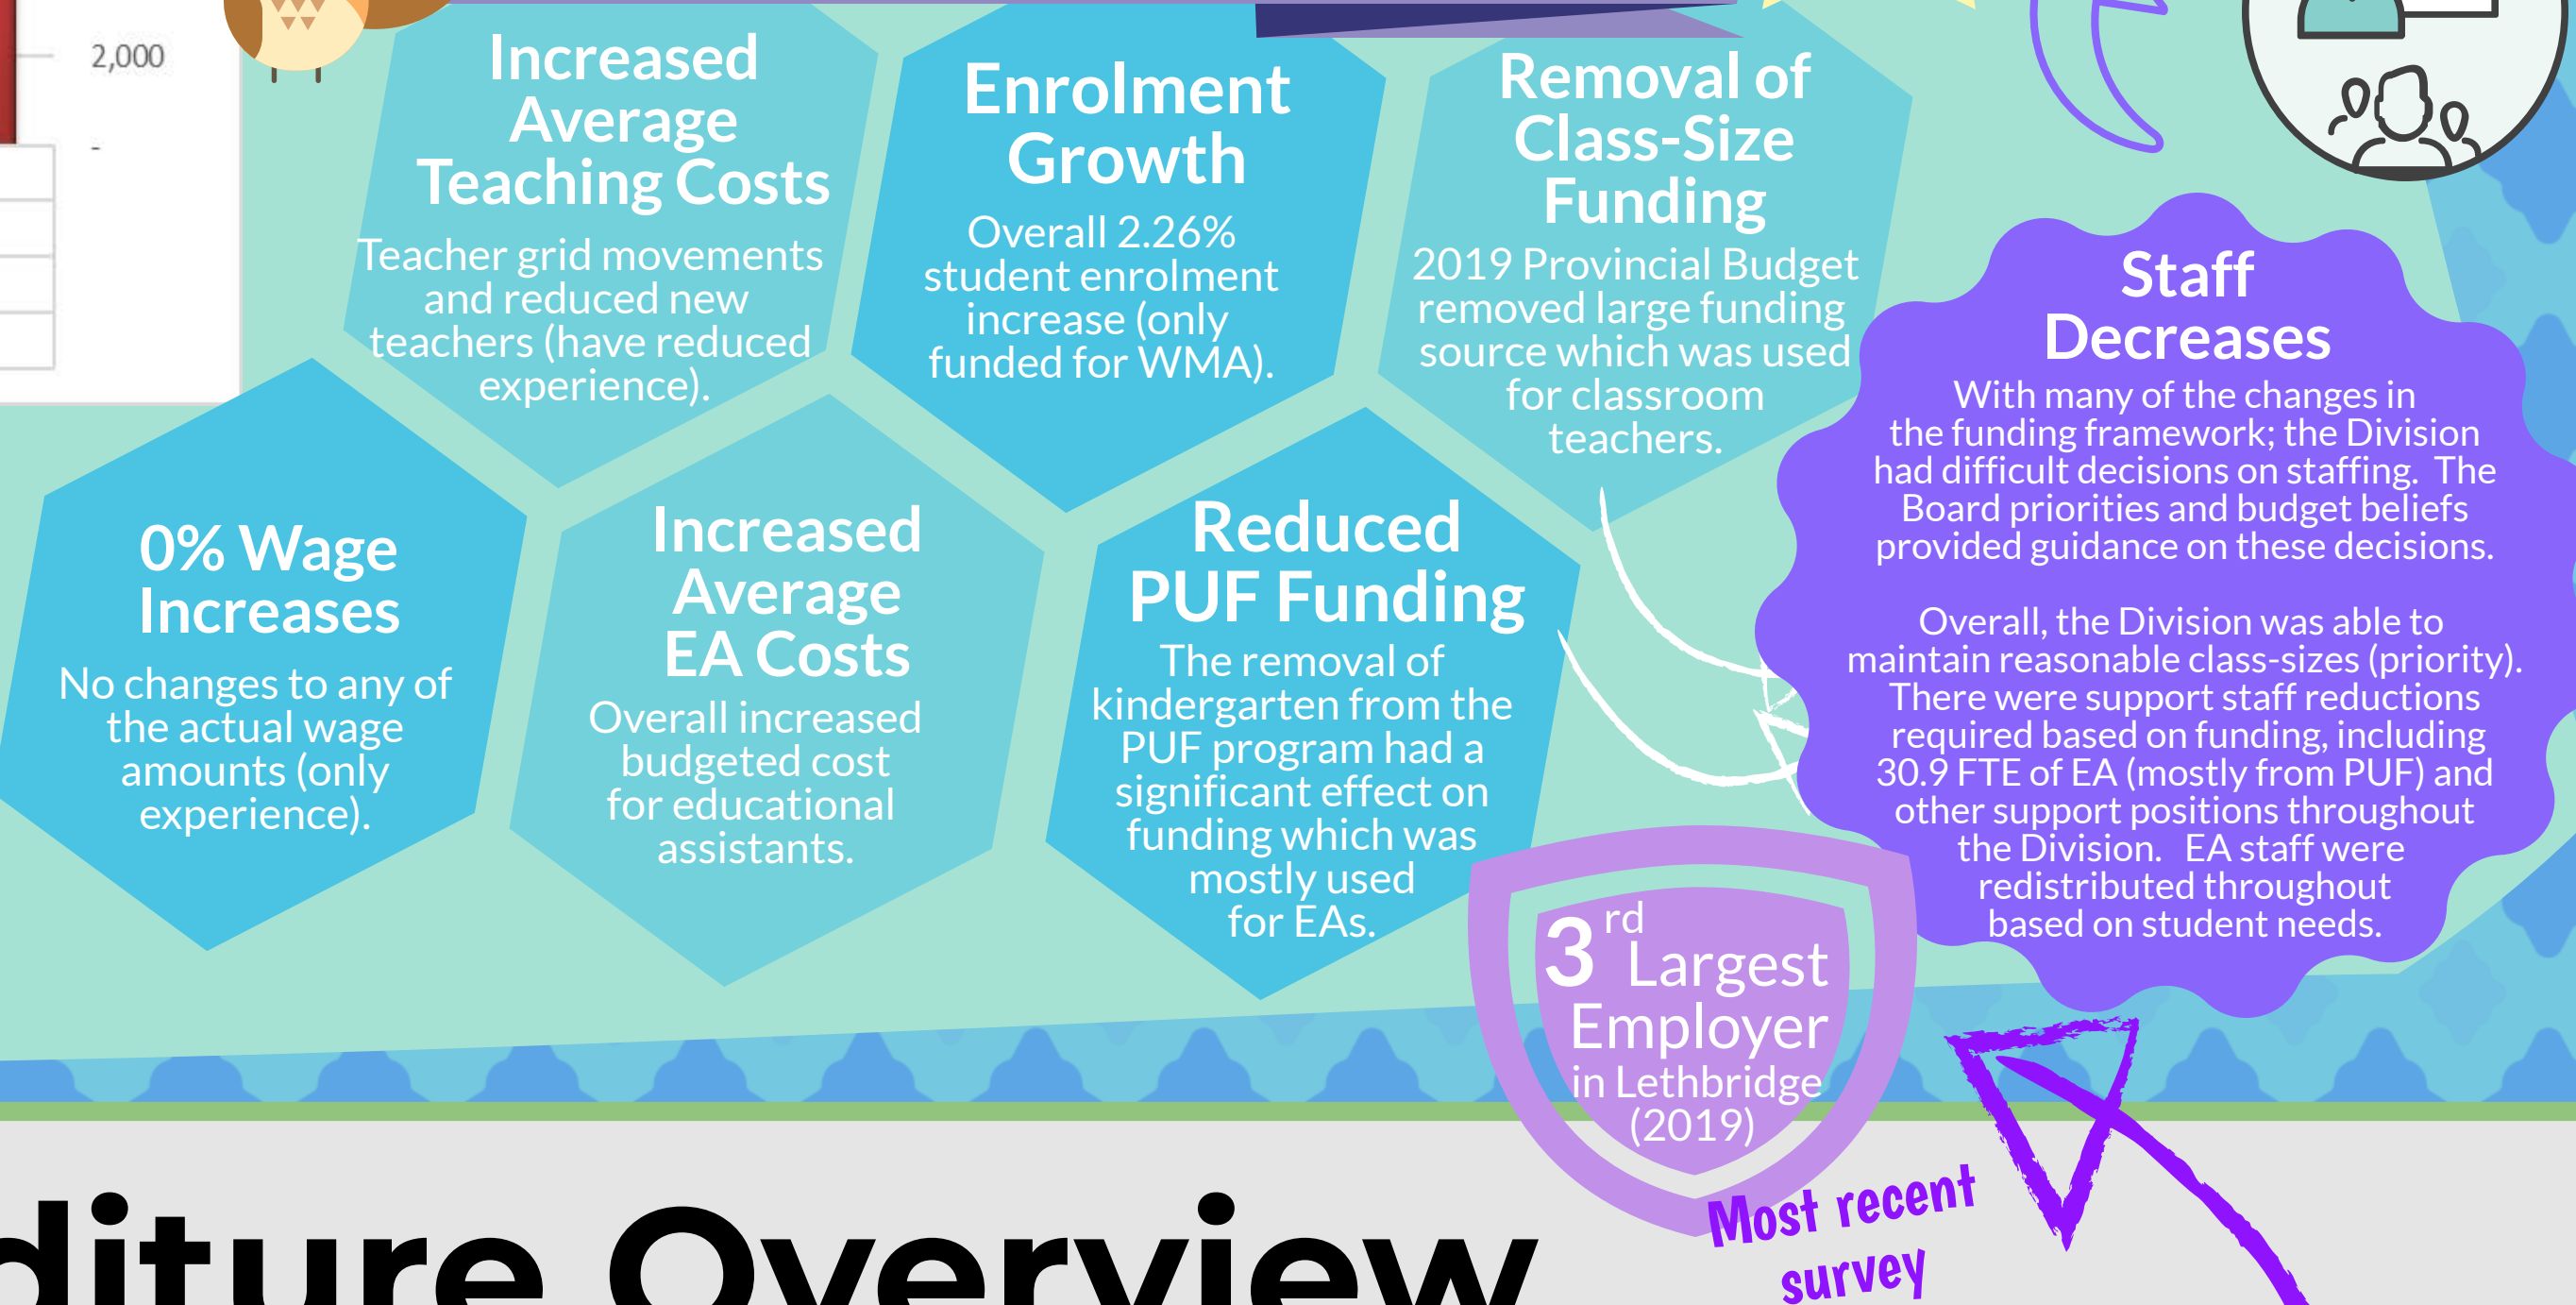 2,000
-
Increased
Average
Teaching Costs
Teacher grid movements
and reduced new
teachers (have reduced
experience).
Enrolment
Growth
Overall 2.26%
student enrolment
increase (only
funded for WMA).
Removal of
Class-Size
Funding
2019 Provincial Budget
removed large funding
source which was used
for classroom
teachers.
0% Wage
Increases
No changes to any of
the actual wage
amounts (only
experience).
Increased
Average
EA Costs
Overall increased
budgeted cost
for educational
assistants.
Reduced
PUF Funding
The removal of
kindergarten from the
PUF program had a
significant effect on
funding which was
mostly used
for EAs.
Staff
Decreases
With many of the changes in
the funding framework; the Division
had difficult decisions on staffing.  The
Board priorities and budget beliefs
provided guidance on these decisions.
Overall, the Division was able to
maintain reasonable class-sizes (priority).
There were support staff reductions
required based on funding, including
30.9 FTE of EA (mostly from PUF) and
other support positions throughout
the Division.   EA staff were
redistributed throughout
based on student needs.
3rd Largest
Employer
in Lethbridge
(2019)
Most recent
survey
diture Overview